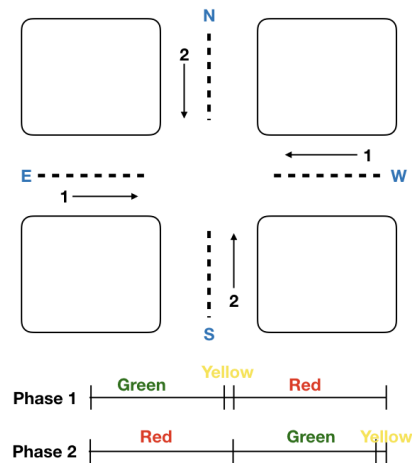 N
2
1
E
W
1
2
S
Yellow
Green
Red
Phase 1
Red
Green
Yellow
Phase 2